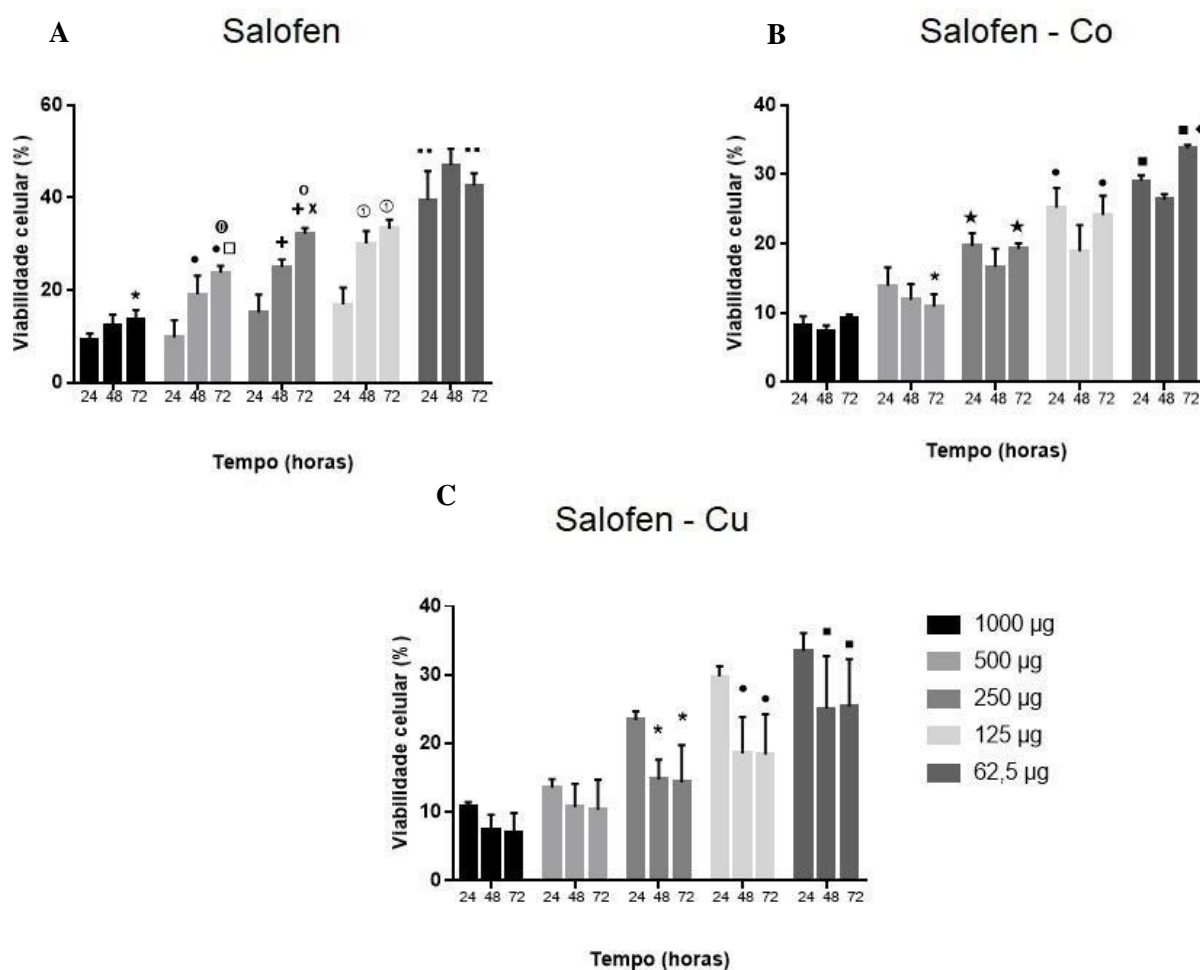 A
Salofen
60
40
20
0
Viabilidade celular (%)
*
•
•□
+
o
+ x
①
①
▪▪
▪▪
24 48 72 24 48 72 24 48 72 24 48 72 24 48 72
Tempo (horas)
B
Salofen - Co
40
30
20
10
0
Viabilidade celular (%)
*
★
★
•
•
■
■
24 48 72 24 48 72 24 48 72 24 48 72 24 48 72
Tempo (horas)
C
Salofen - Cu
40
30
20
10
0
Viabilidade celular (%)
*
*
•
•
■
■
24 48 72 24 48 72 24 48 72 24 48 72 24 48 72
Tempo (horas)
1000 µg
500 µg
250 µg
125 µg
62,5 µg